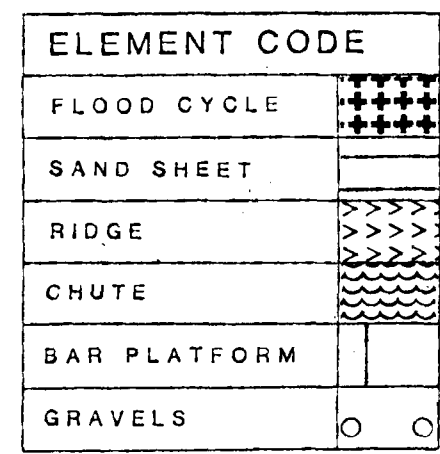 ELEMENT CODE
FLOOD CYCLE
SAND SHEET
RIDGE
CHUTE
BAR PLATFORM
GRAVELS